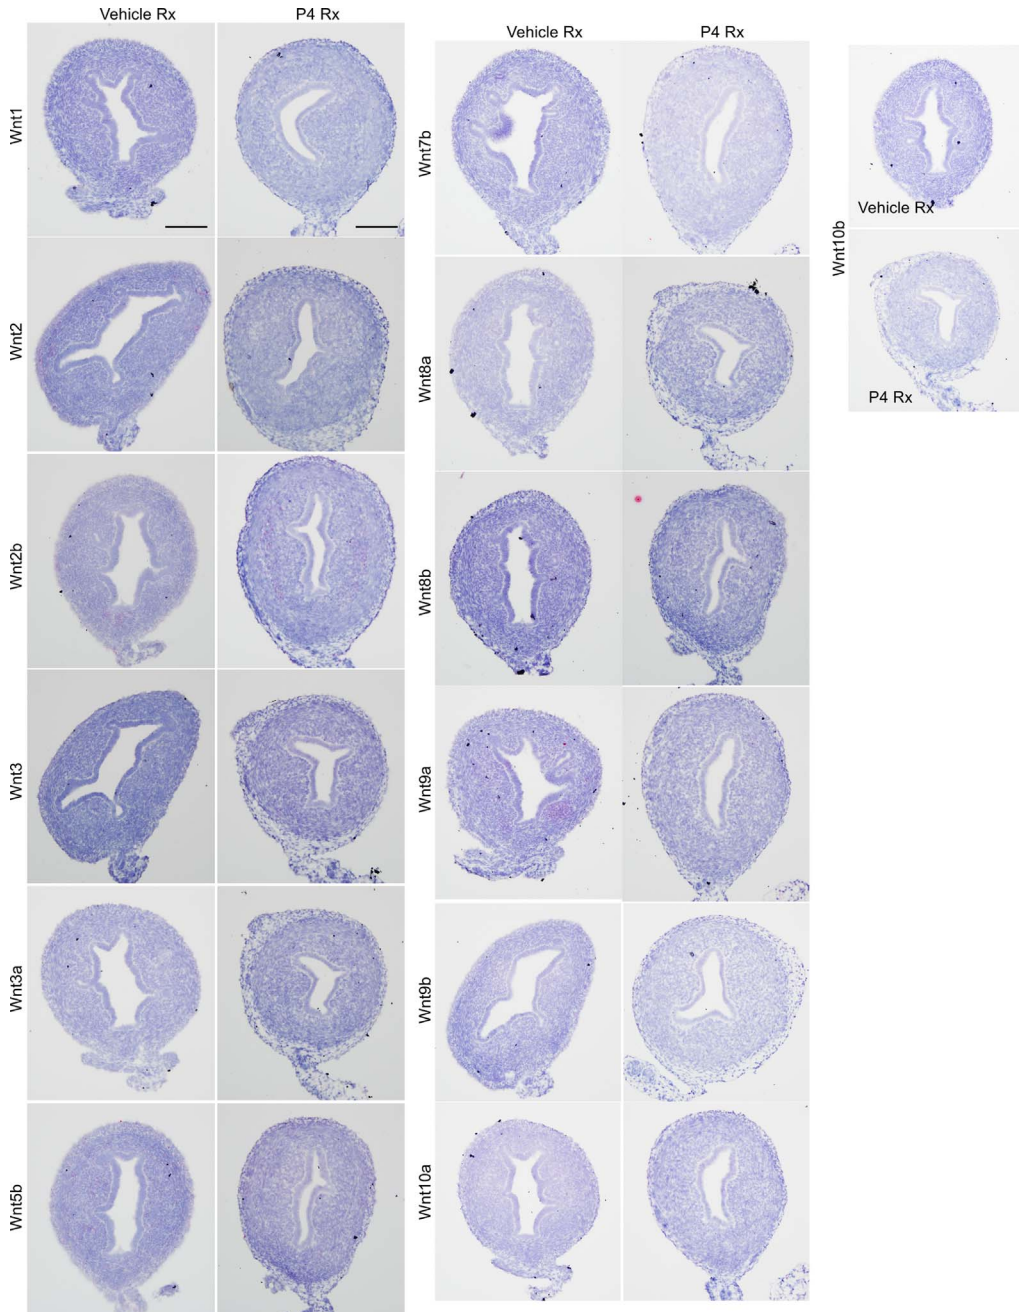 Vehicle Rx
P4 Rx
Wnt1
Wnt2
Wnt2b
Wnt3
Wnt3a
Wnt5b
Vehicle Rx
P4 Rx
Wnt7b
Wnt8a
Wnt8b
Wnt9a
Wnt9b
Wnt10a
Wnt10b
Vehicle Rx
P4 Rx